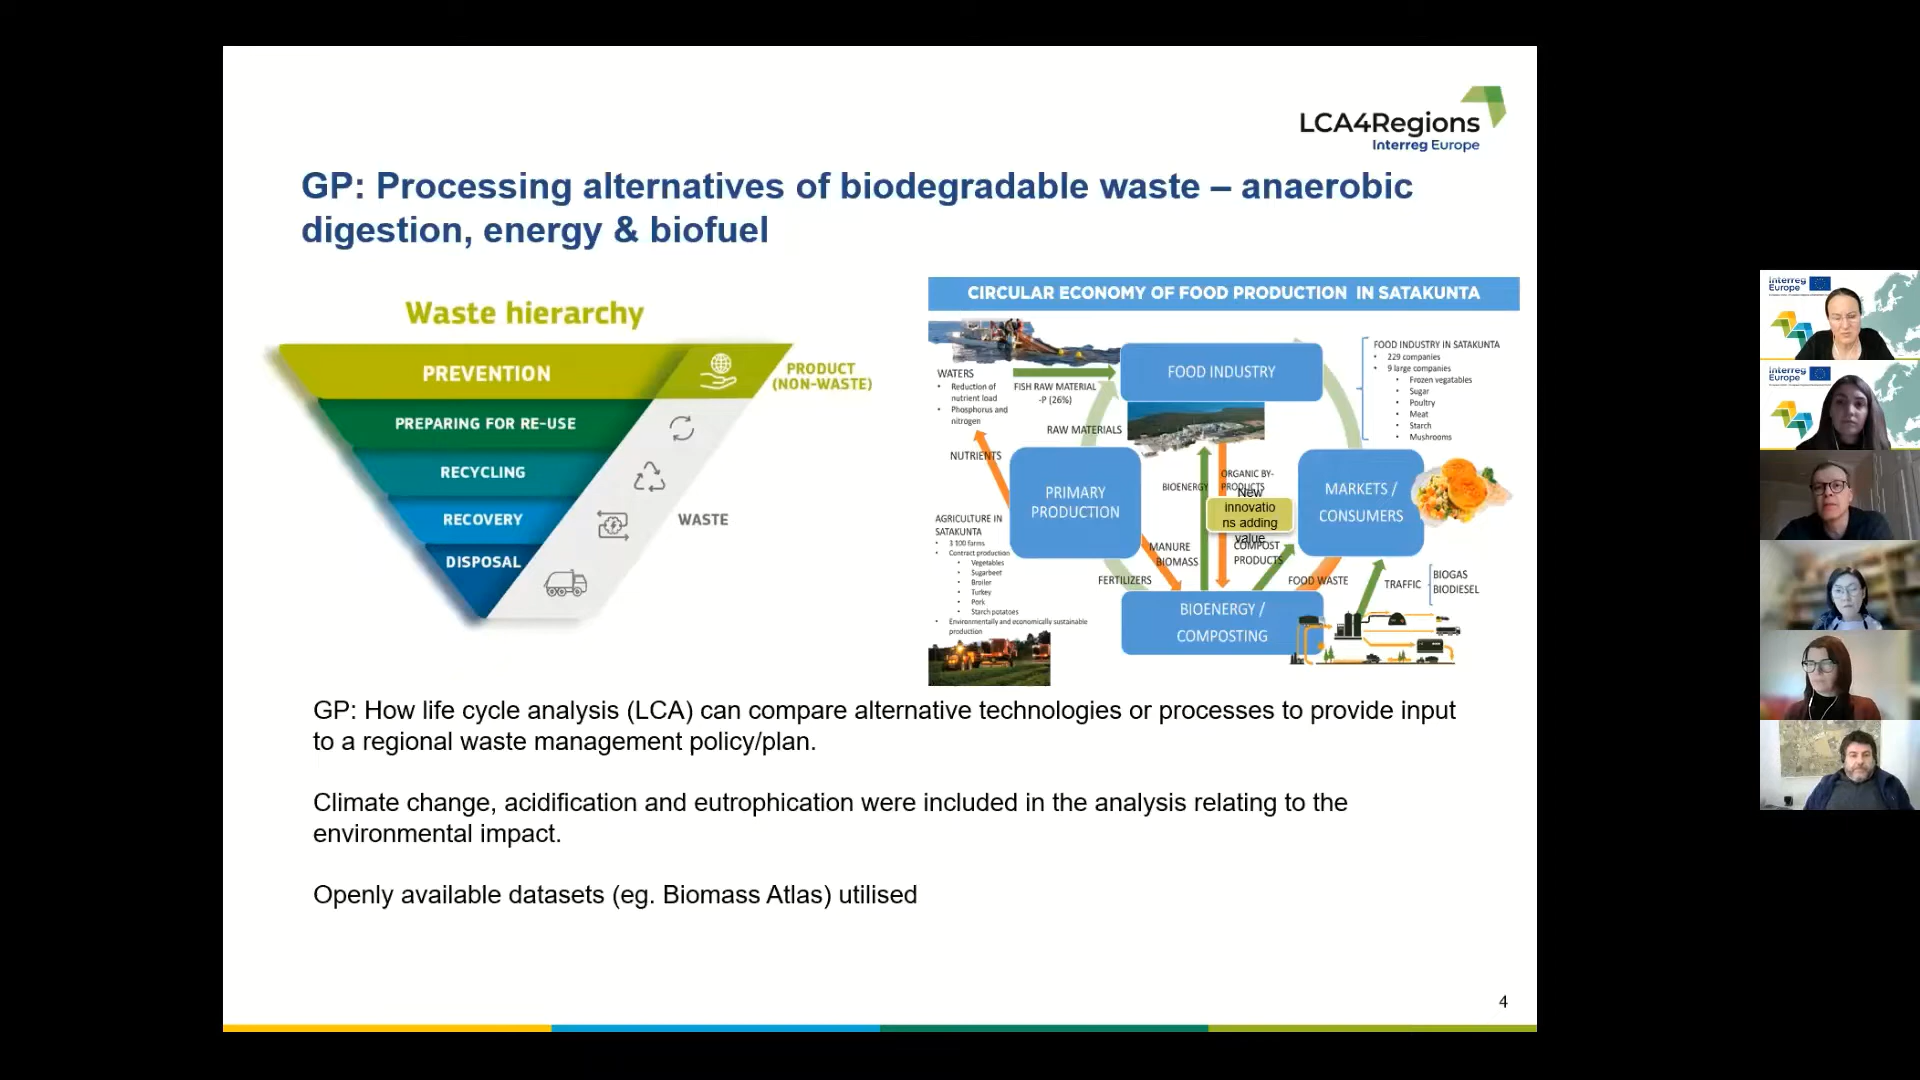 LCA4Regions
Interreg Europe
GP: Processing alternatives of biodegradable waste – anaerobic
digestion, energy & biofuel
Waste hierarchy
PREVENTION
PRODUCT
(NON-WASTE)
PREPARING FOR RE-USE
RECYCLING
RECOVERY
WASTE
DISPOSAL
CIRCULAR ECONOMY OF FOOD PRODUCTION IN SATAKUNTA
WATERS
• Reduction of
nutrient load
• Phosphorus and
nitrogen
FISH RAW MATERIAL
-P (26%)
FOOD INDUSTRY
RAW MATERIALS
FOOD INDUSTRY IN SATAKUNTA
• 229 companies
• 9 large companies
• Frozen vegatables
• Sugar
• Poultry
• Meat
• Starch
• Mushrooms
NUTRIENTS
PRIMARY
PRODUCTION
BIOENERGY
ORGANIC BY-
PRODUCTS
New
innovatio
ns adding
value
MARKETS /
CONSUMERS
AGRICULTURE IN
SATAKUNTA
• 3 100 farms
• Contract production
• Vegetables
• Sugarbeet
• Broiler
• Turkey
• Pork
• Starch potatoes
• Environmentally and economically sustainable
production
MANURE
BIOMASS
COMPOST
PRODUCTS
FERTILIZERS
FOOD WASTE
TRAFFIC
BIOGAS
BIODIESEL
BIOENERGY /
COMPOSTING
GP: How life cycle analysis (LCA) can compare alternative technologies or processes to provide input
to a regional waste management policy/plan.
Climate change, acidification and eutrophication were included in the analysis relating to the
environmental impact.
Openly available datasets (eg. Biomass Atlas) utilised
4
Interreg
Europe
Interreg
Europe